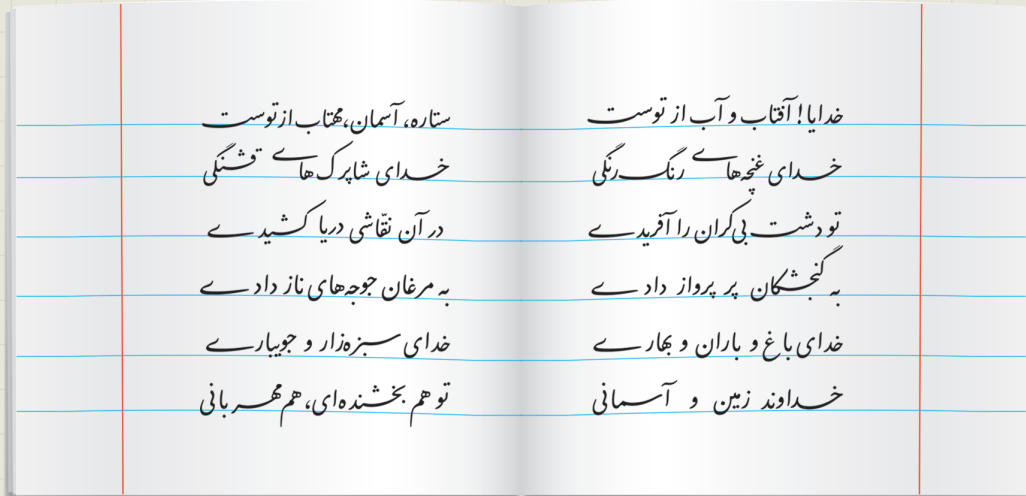 خدایا! آفتاب و آب از توست
ستاره، آسمان، مهتاب از توست
خدای غنچه‌های رنگ‌رنگی
خدای شاپرک‌های قشنگی
تو دشت بی‌کران را آفریدی
در آن نقّاشی دریا کشیدی
به گنجشکان پر پرواز دادی
به مرغان جوجه‌های ناز دادی
خدای باغ و باران و بهاری
خدای سبزه‌زار و جویباری
خداوند زمین و آسمانی
تو هم بخشنده‌ای، هم مهربانی